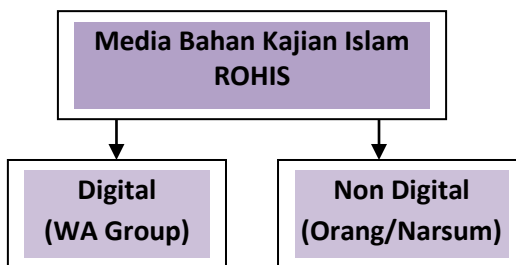 Media Bahan Kajian Islam
ROHIS
Digital
(WA Group)
Non Digital
(Orang/Narsum)